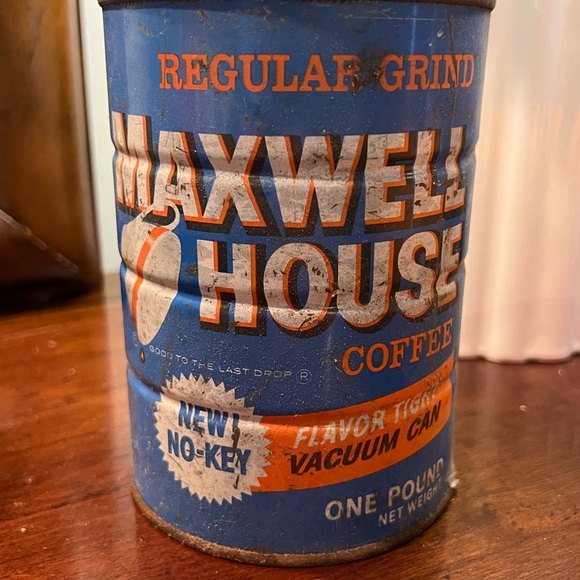 REGULAR GRIND
MAXWELL
HOUSE
COFFEE
GOOD TO THE LAST DROP ®
NEW!
NO-KEY
FLAVOR TIGHT
VACUUM CAN
ONE POUND
NET WEIGHT